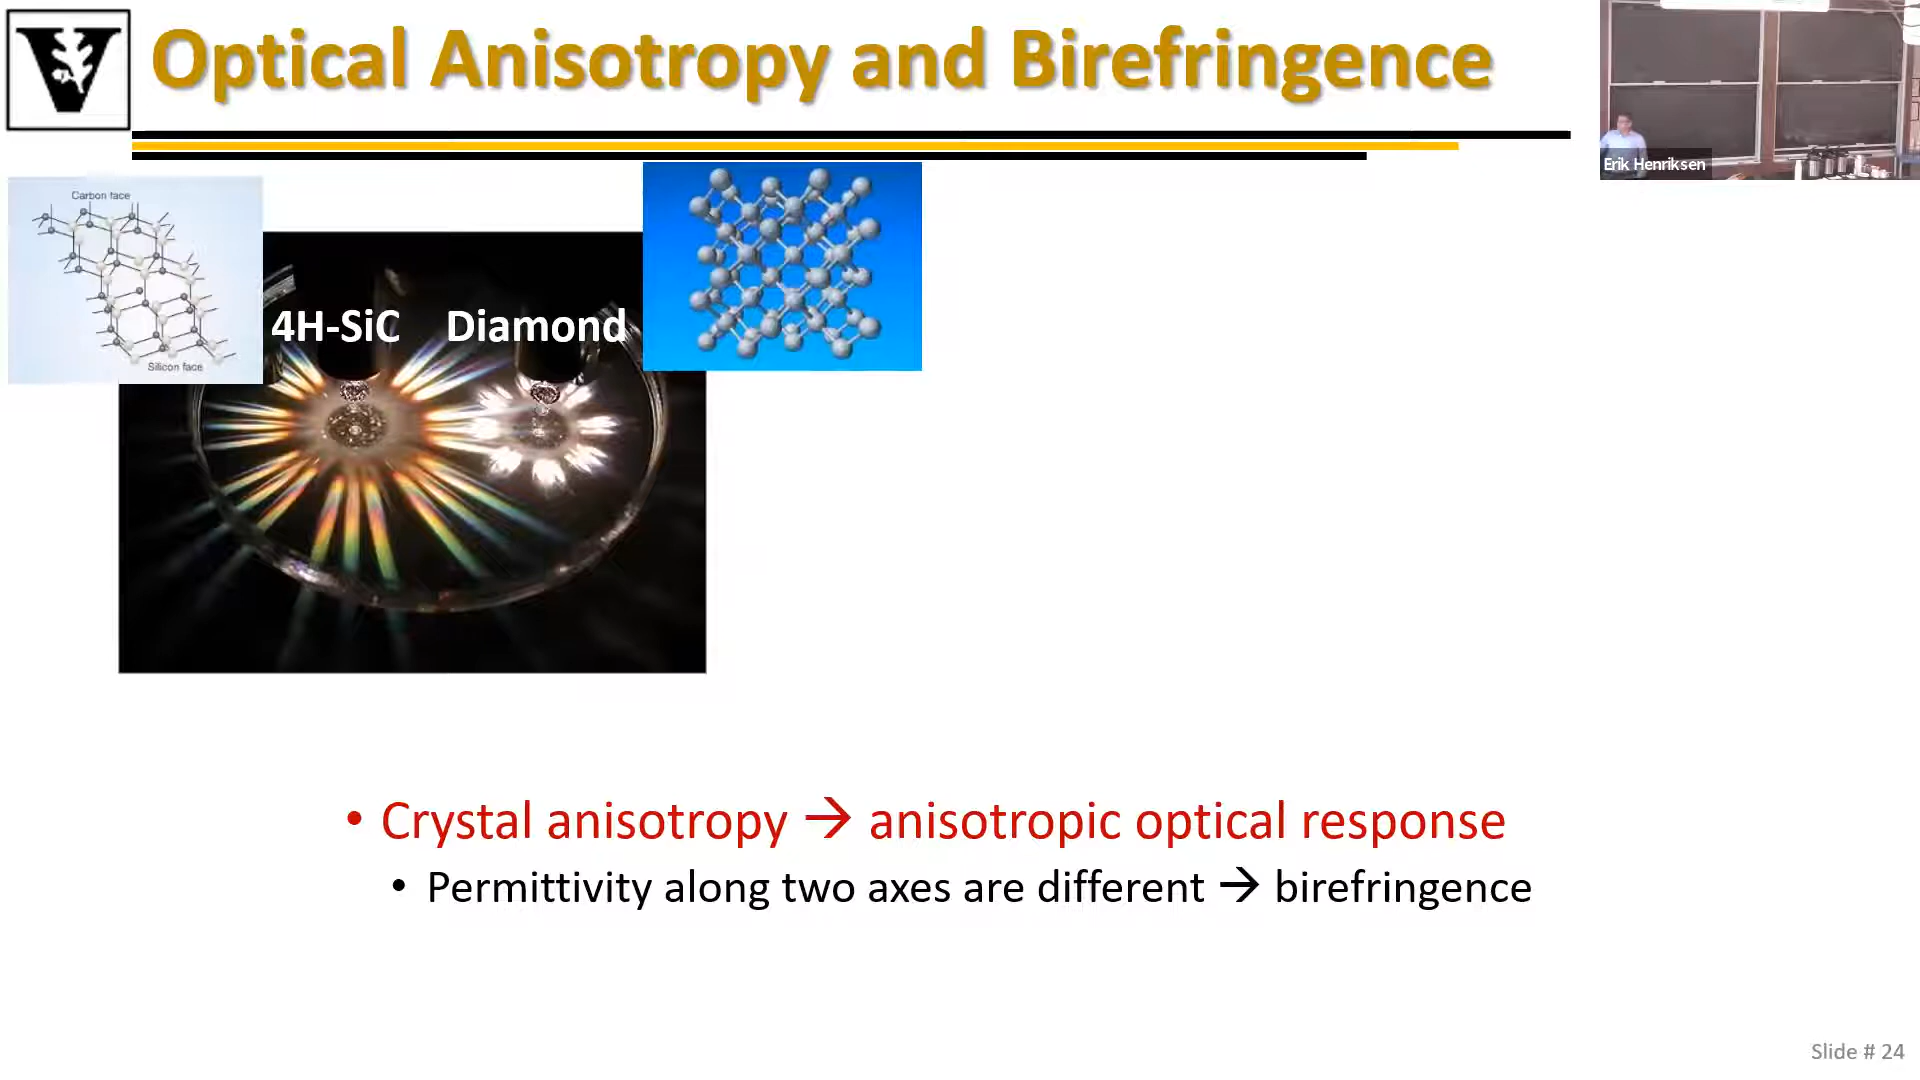 Optical Anisotropy and Birefringence
Erik Henriksen
Carbon face
4H-SiC Diamond
Silicon face
• Crystal anisotropy → anisotropic optical response
• Permittivity along two axes are different → birefringence
Slide # 24